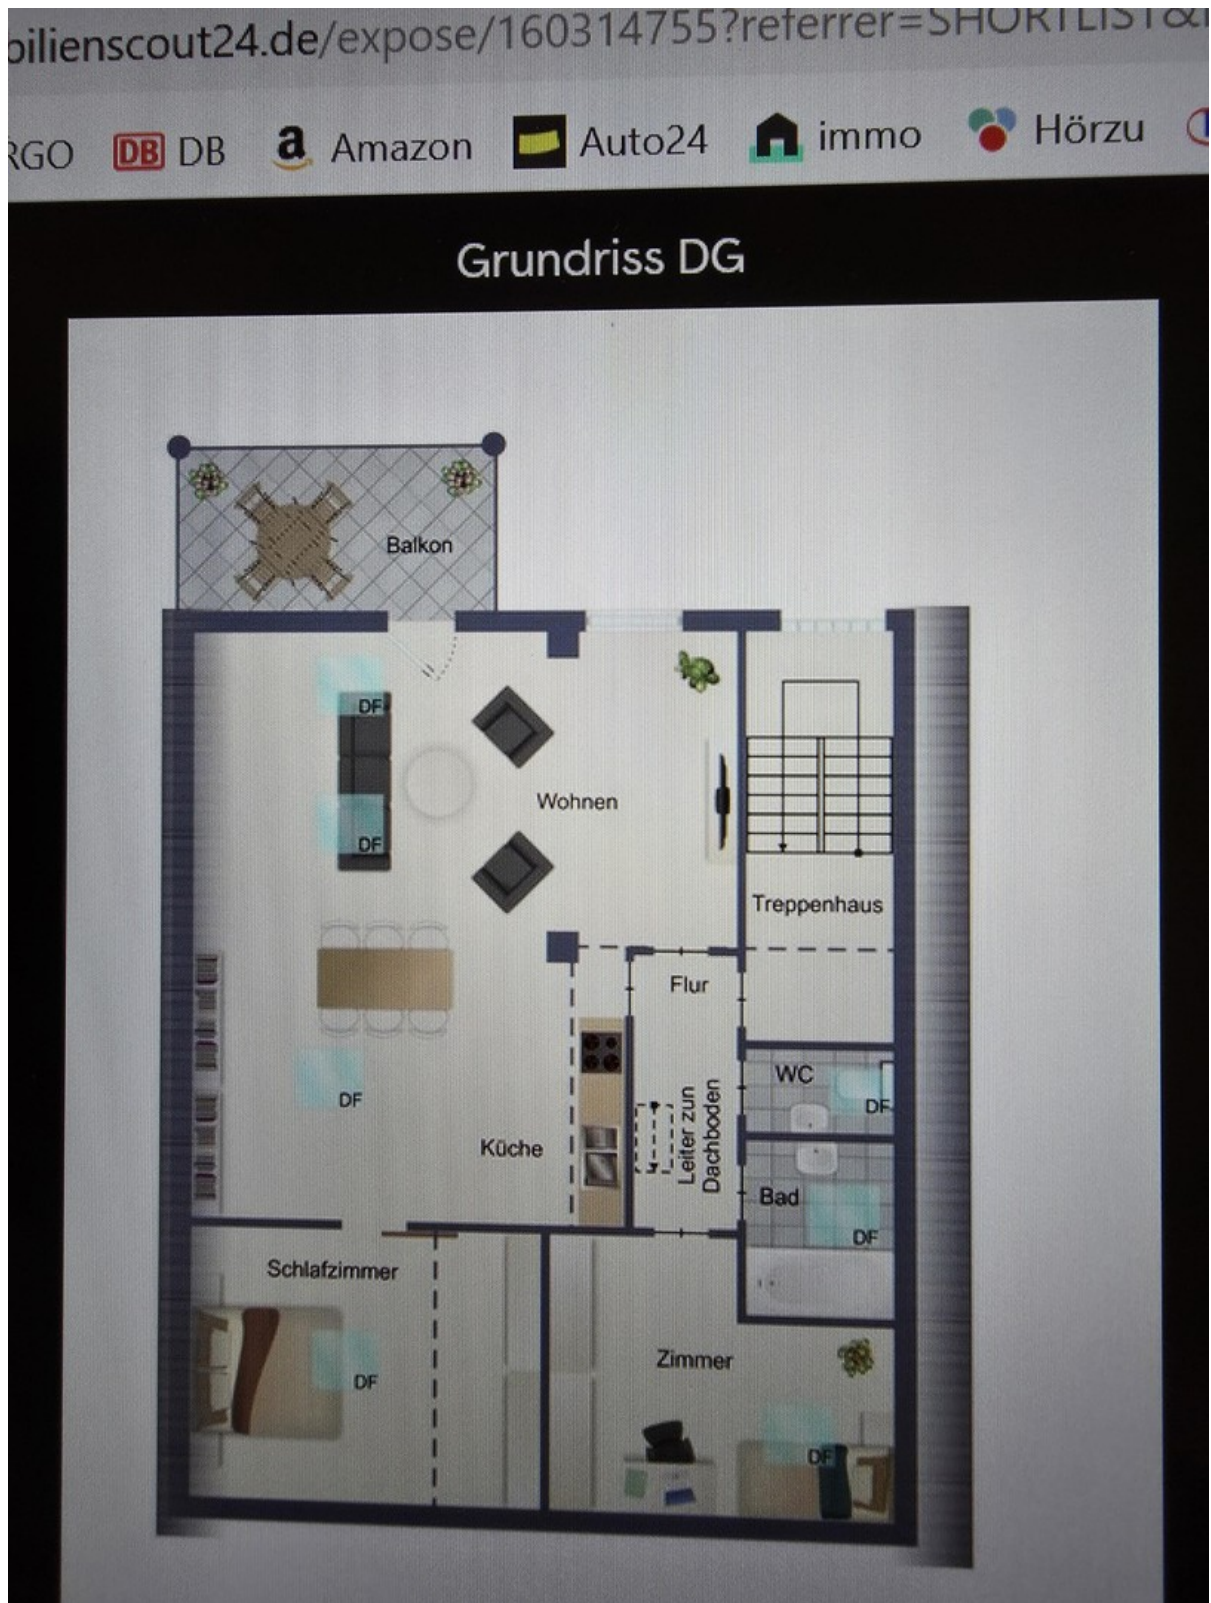 bilienscout24.de/expose/160314755?referrer=SHORTLIST&
RGO DB DB a Amazon Auto24 immo Hörzu
Grundriss DG
Balkon
DF
Wohnen
DF
Treppenhaus
Flur
WC
DF
DF
Leiter zun
Dachboden
Küche
Bad
DF
Schlafzimmer
Zimmer
DF
DF